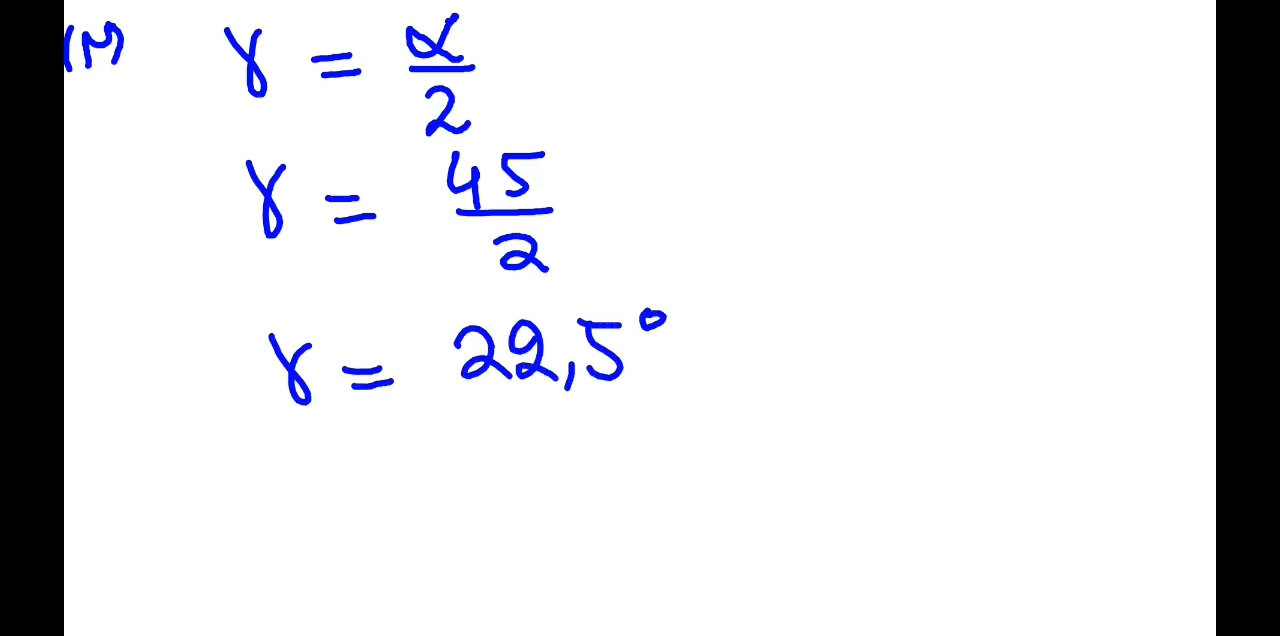 (M) γ = α/2
γ = 45/2
γ = 22,5°